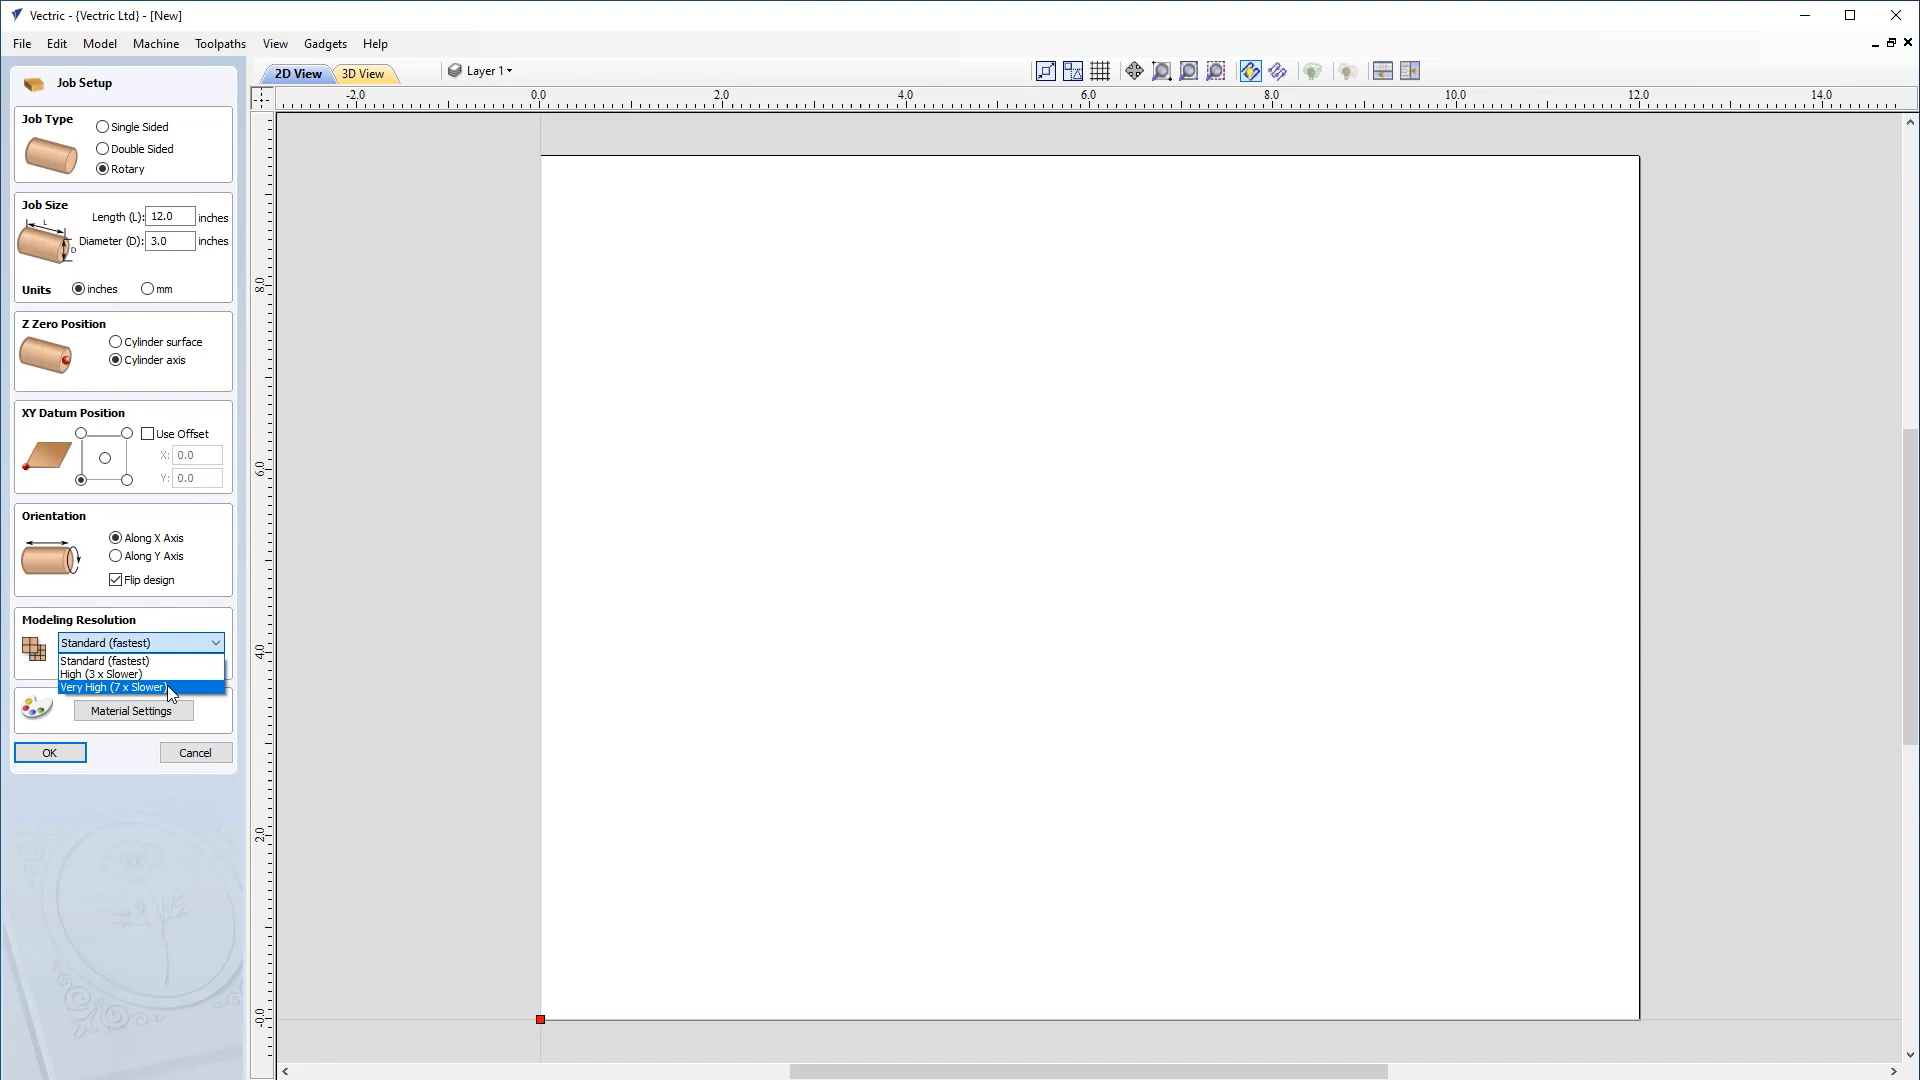 Vectric - {Vectric Ltd} - [New]
File Edit Model Machine Toolpaths View Gadgets Help
Job Setup
2D View 3D View Layer 1
-2.0 0.0 2.0 4.0 6.0 8.0 10.0 12.0 14.0
Job Type
Single Sided
Double Sided
Rotary
Job Size
Length (L): 12.0 inches
L
Diameter (D): 3.0 inches
D
Units inches mm
Z Zero Position
Cylinder surface
Cylinder axis
XY Datum Position
Use Offset
X: 0.0
Y: 0.0
Orientation
Along X Axis
Along Y Axis
Flip design
Modeling Resolution
Standard (fastest)
Standard (fastest)
High (3 x Slower)
Very High (7 x Slower)
Material Settings
OK Cancel
8.0
6.0
4.0
2.0
-0.0